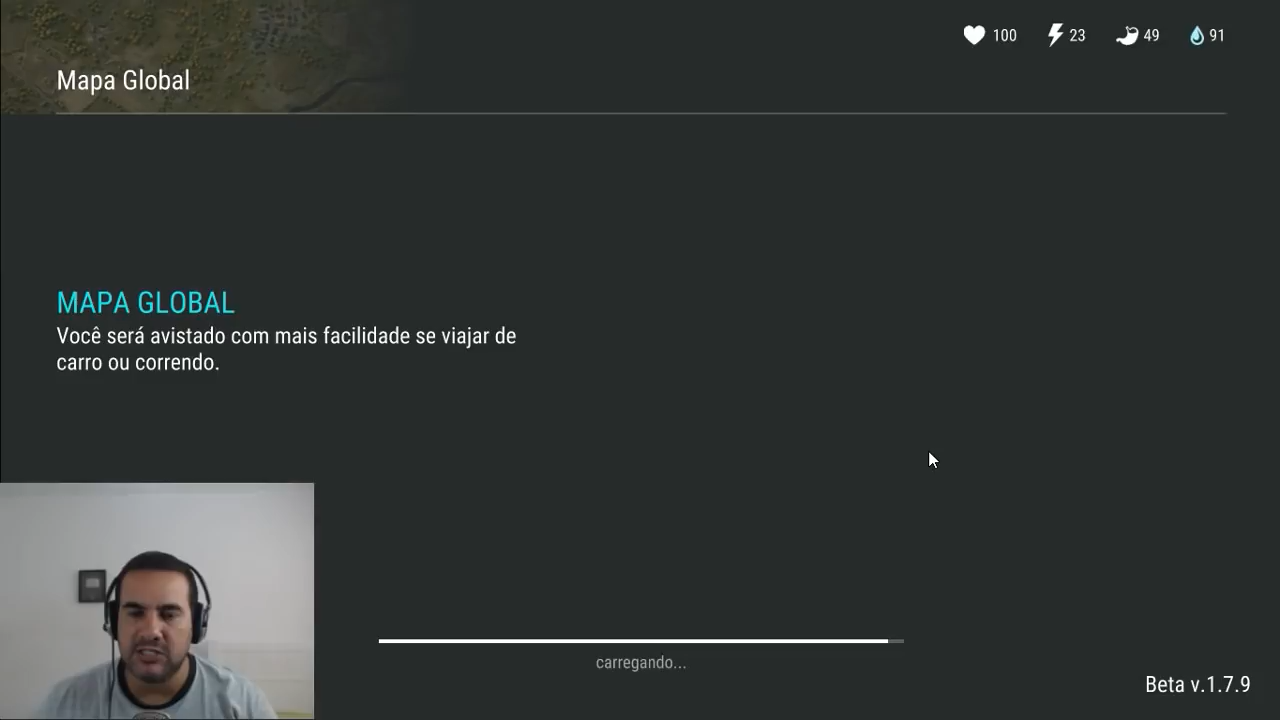 100 23 49 91
Mapa Global
MAPA GLOBAL
Você será avistado com mais facilidade se viajar de
carro ou correndo.
carregando...
Beta v.1.7.9